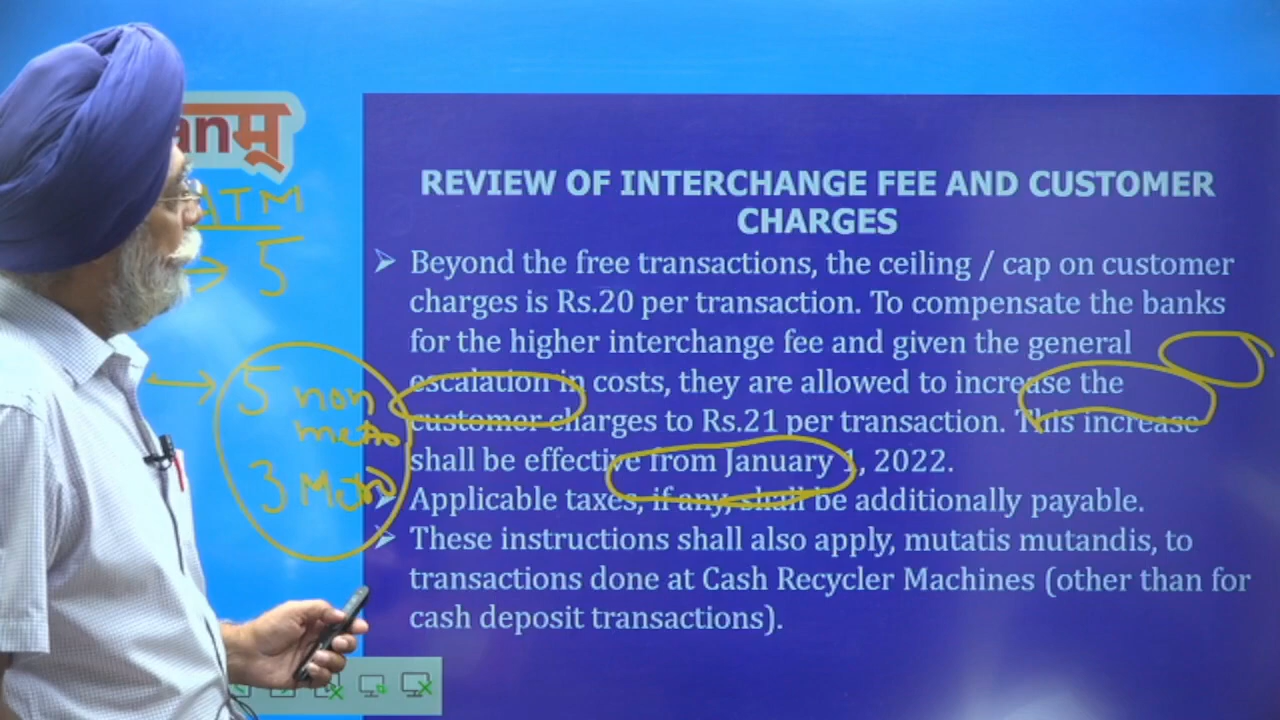 anमू
ATM
→ 5
→ 5 non
metro
3 Metro
REVIEW OF INTERCHANGE FEE AND CUSTOMER
CHARGES
➤ Beyond the free transactions, the ceiling / cap on customer
charges is Rs.20 per transaction. To compensate the banks
for the higher interchange fee and given the general
escalation in costs, they are allowed to increase the
customer charges to Rs.21 per transaction. This increase
shall be effective from January 1, 2022.
➤ Applicable taxes, if any, shall be additionally payable.
➤ These instructions shall also apply, mutatis mutandis, to
transactions done at Cash Recycler Machines (other than for
cash deposit transactions).